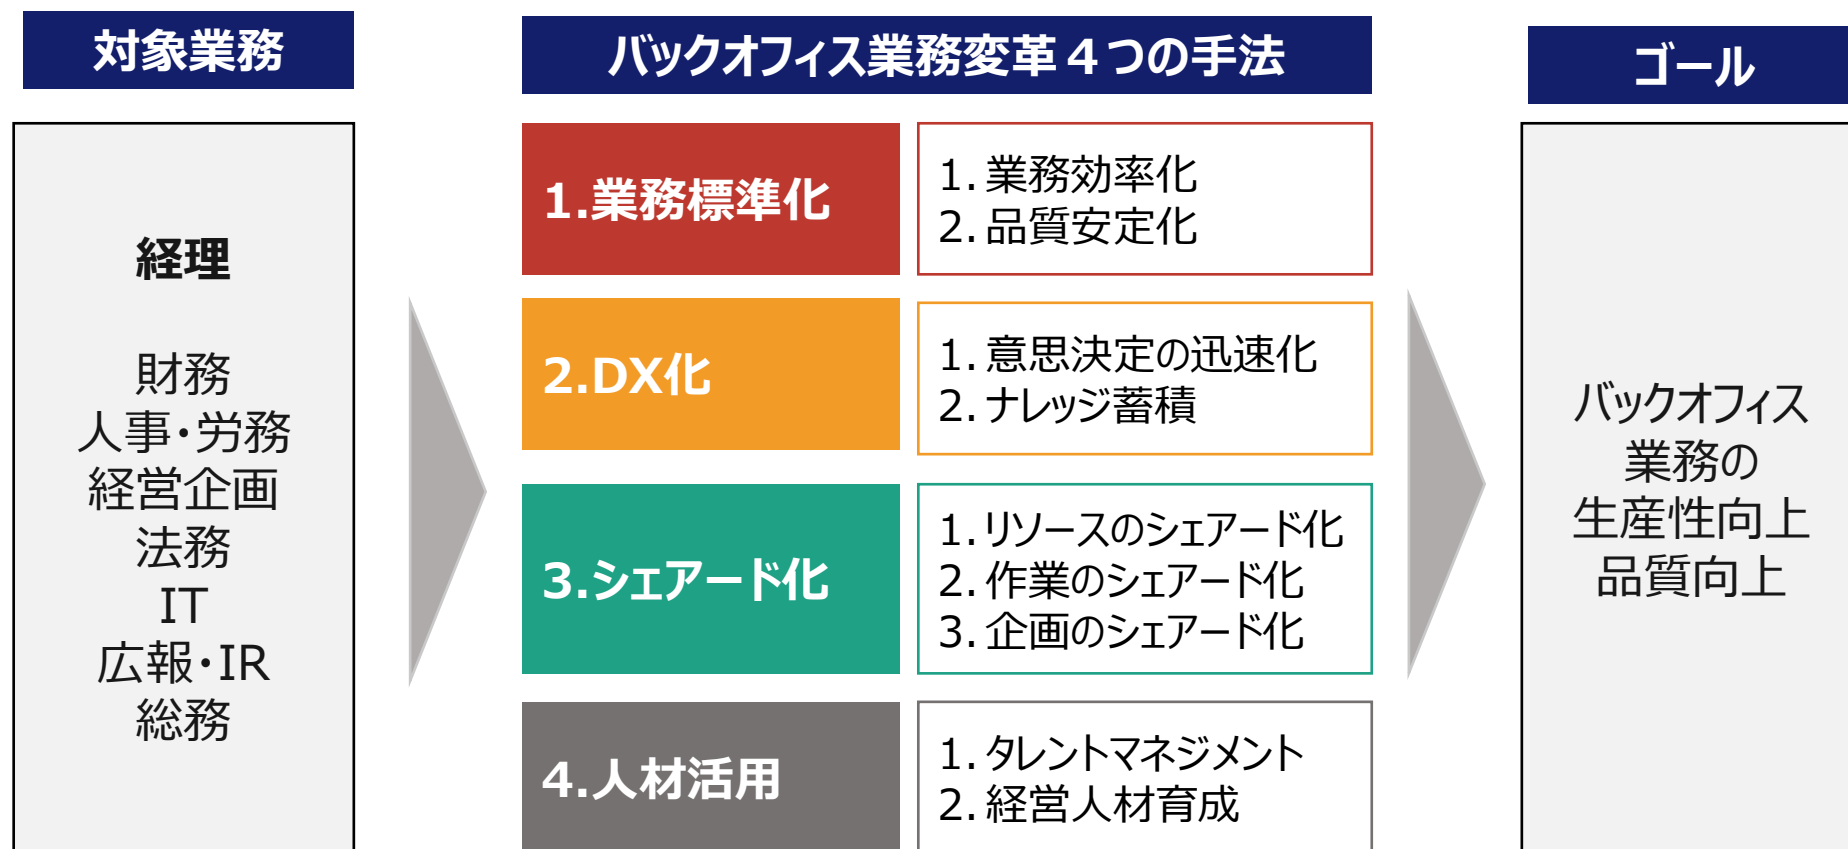 対象業務
経理
財務
人事・労務
経営企画
法務
IT
広報・IR
総務
バックオフィス業務変革４つの手法
1.業務標準化
1. 業務効率化
2. 品質安定化
2.DX化
1. 意思決定の迅速化
2. ナレッジ蓄積
3.シェアード化
1. リソースのシェアード化
2. 作業のシェアード化
3. 企画のシェアード化
4.人材活用
1. タレントマネジメント
2. 経営人材育成
ゴール
バックオフィス
業務の
生産性向上
品質向上